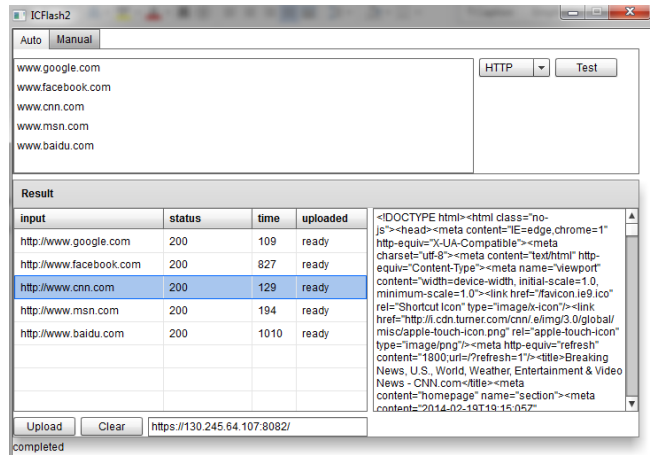 ICFlash2
Auto Manual
www.google.com
www.facebook.com
www.cnn.com
www.msn.com
www.baidu.com
HTTP Test
Result
input status time uploaded
http://www.google.com 200 109 ready
http://www.facebook.com 200 827 ready
http://www.cnn.com 200 129 ready
http://www.msn.com 200 194 ready
http://www.baidu.com 200 1010 ready
<!DOCTYPE html><html class="no-
js"><head><meta content="IE=edge,chrome=1"
http-equiv="X-UA-Compatible"><meta
charset="utf-8"><meta content="text/html" http-
equiv="Content-Type"><meta name="viewport"
content="width=device-width, initial-scale=1.0,
minimum-scale=1.0"><link href="/favicon.ie9.ico"
rel="Shortcut Icon" type="image/x-icon"/><link
href="http://i.cdn.turner.com/cnn/.e/img/3.0/global/
misc/apple-touch-icon.png" rel="apple-touch-icon"
type="image/png"/><meta http-equiv="refresh"
content="1800;url=/?refresh=1"/><title>Breaking
News, U.S., World, Weather, Entertainment & Video
News - CNN.com</title><meta
content="homepage" name="section"><meta
content="2014-02-19T19:15:05Z"
Upload Clear https://130.245.64.107:8082/
completed